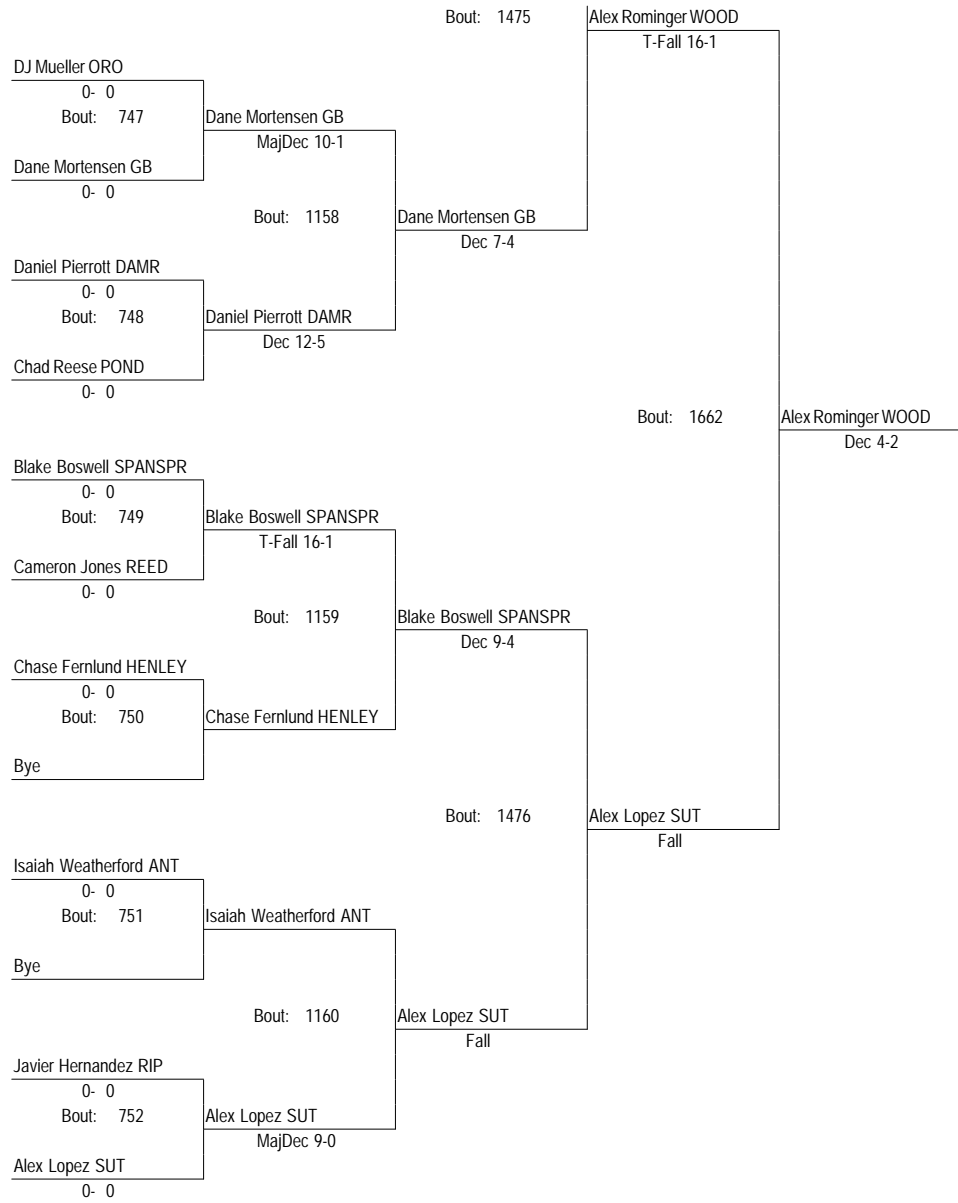 Bout: 1475 Alex Rominger WOOD
T-Fall 16-1
DJ Mueller ORO
0- 0
Bout: 747 Dane Mortensen GB
MajDec 10-1
Dane Mortensen GB
0- 0
Bout: 1158 Dane Mortensen GB
Dec 7-4
Daniel Pierrott DAMR
0- 0
Bout: 748 Daniel Pierrott DAMR
Dec 12-5
Chad Reese POND
0- 0
Bout: 1662 Alex Rominger WOOD
Dec 4-2
Blake Boswell SPANSPR
0- 0
Bout: 749 Blake Boswell SPANSPR
T-Fall 16-1
Cameron Jones REED
0- 0
Bout: 1159 Blake Boswell SPANSPR
Dec 9-4
Chase Fernlund HENLEY
0- 0
Bout: 750 Chase Fernlund HENLEY
Bye
Bout: 1476 Alex Lopez SUT
Fall
Isaiah Weatherford ANT
0- 0
Bout: 751 Isaiah Weatherford ANT
Bye
Bout: 1160 Alex Lopez SUT
Fall
Javier Hernandez RIP
0- 0
Bout: 752 Alex Lopez SUT
MajDec 9-0
Alex Lopez SUT
0- 0